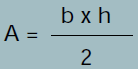 b x h
A =
2